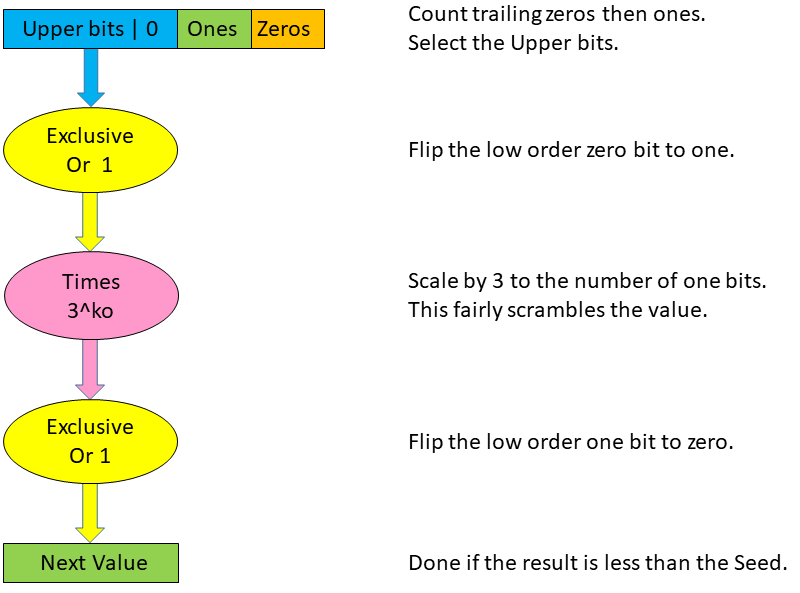 Upper bits | 0 Ones Zeros
Count trailing zeros then ones.
Select the Upper bits.
Exclusive
Or 1
Flip the low order zero bit to one.
Times
3^ko
Scale by 3 to the number of one bits.
This fairly scrambles the value.
Exclusive
Or 1
Flip the low order one bit to zero.
Next Value
Done if the result is less than the Seed.